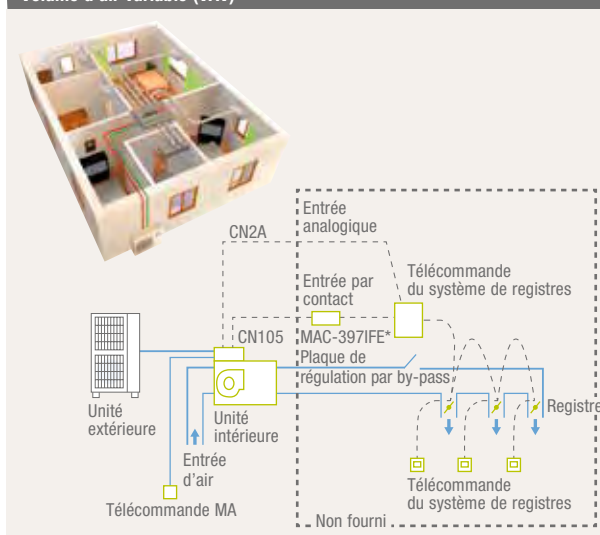 Volume d'air variable (VAV)
Entrée
analogique
CN2A
Entrée par
contact
Télécommande
du système de registres
CN105
MAC-397IFE*
Plaque de
régulation par by-pass
Unité
extérieure
Unité
intérieure
Registre
Entrée
d'air
Télécommande
du système de registres
Télécommande MA
Non fourni